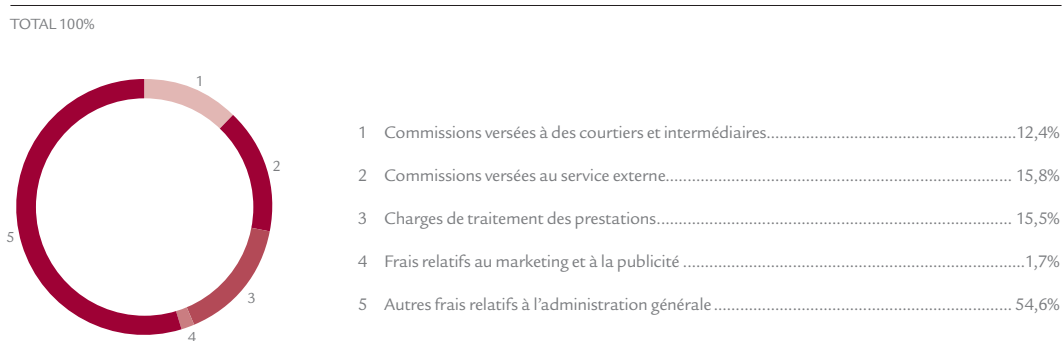 TOTAL 100%
1
2
3
4
5
1 Commissions versées à des courtiers et intermédiaires 12,4%
2 Commissions versées au service externe 15,8%
3 Charges de traitement des prestations 15,5%
4 Frais relatifs au marketing et à la publicité 1,7%
5 Autres frais relatifs à l’administration générale 54,6%